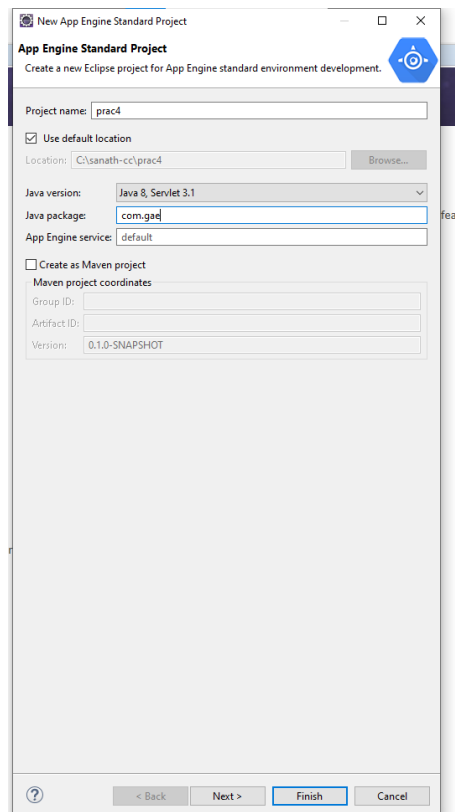 New App Engine Standard Project
App Engine Standard Project
Create a new Eclipse project for App Engine standard environment development.
Project name: prac4
Use default location
Location: C:\sanath-cc\prac4 Browse...
Java version: Java 8, Servlet 3.1
Java package: com.gae
fea
App Engine service: default
Create as Maven project
Maven project coordinates
Group ID:
Artifact ID:
Version: 0.1.0-SNAPSHOT
? < Back Next > Finish Cancel